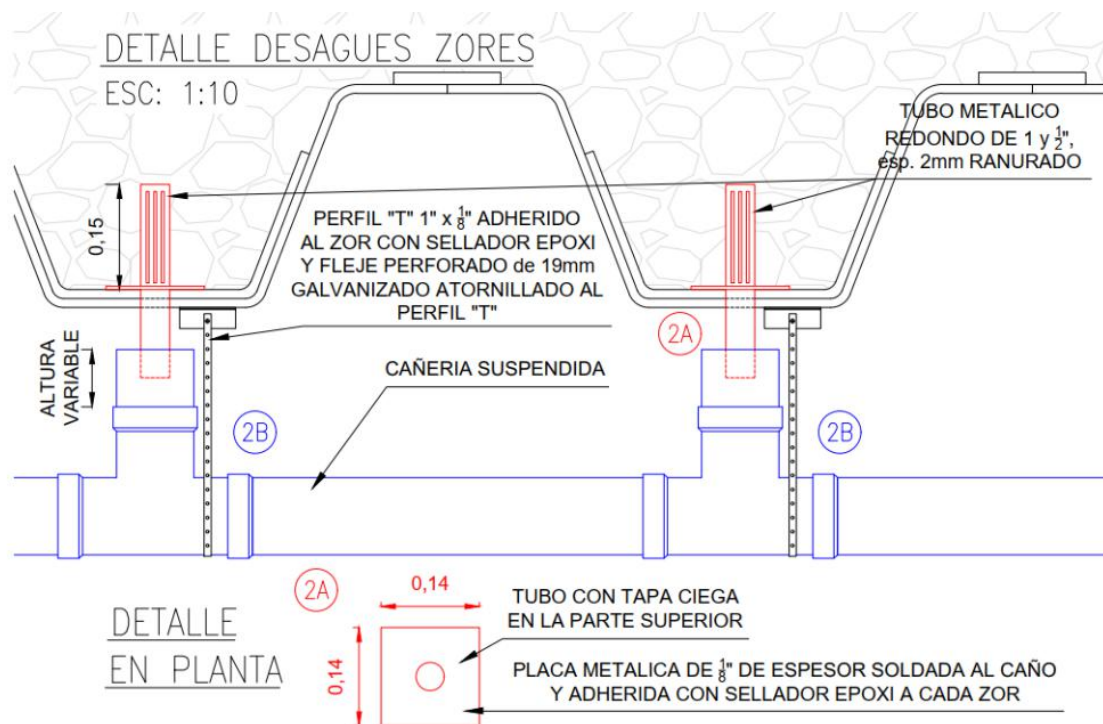 DETALLE DESAGUES ZORES
ESC: 1:10
TUBO METALICO
REDONDO DE 1 y 1/2",
esp. 2mm RANURADO
0,15
PERFIL "T" 1" x 1/8" ADHERIDO
AL ZOR CON SELLADOR EPOXI
Y FLEJE PERFORADO de 19mm
GALVANIZADO ATORNILLADO AL
PERFIL "T"
2A
ALTURA
VARIABLE
CAÑERIA SUSPENDIDA
2B
2B
2A
0,14
DETALLE
EN PLANTA
0,14
TUBO CON TAPA CIEGA
EN LA PARTE SUPERIOR
PLACA METALICA DE 1/8" DE ESPESOR SOLDADA AL CAÑO
Y ADHERIDA CON SELLADOR EPOXI A CADA ZOR